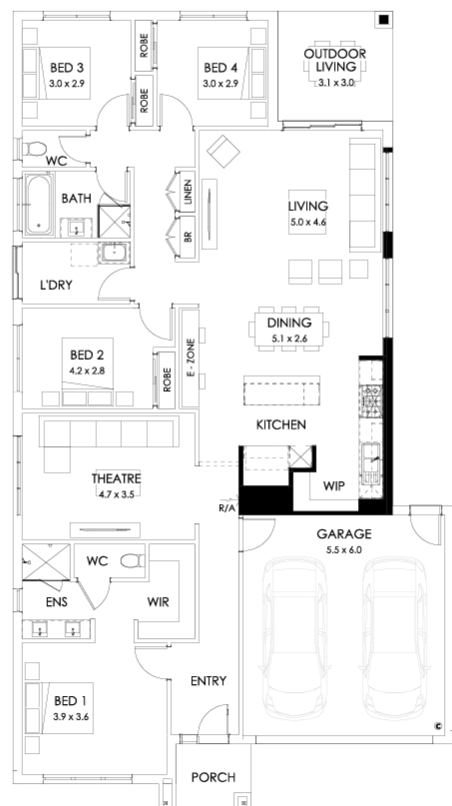 BED 3
3.0 x 2.9
ROBE
ROBE
BED 4
3.0 x 2.9
OUTDOOR
LIVING
3.1 x 3.0
WC
BATH
LINEN
BR
LIVING
5.0 x 4.6
L'DRY
DINING
5.1 x 2.6
BED 2
4.2 x 2.8
ROBE
E - ZONE
KITCHEN
THEATRE
4.7 x 3.5
WIP
R/A
GARAGE
5.5 x 6.0
WC
ENS
WIR
BED 1
3.9 x 3.6
ENTRY
PORCH
©